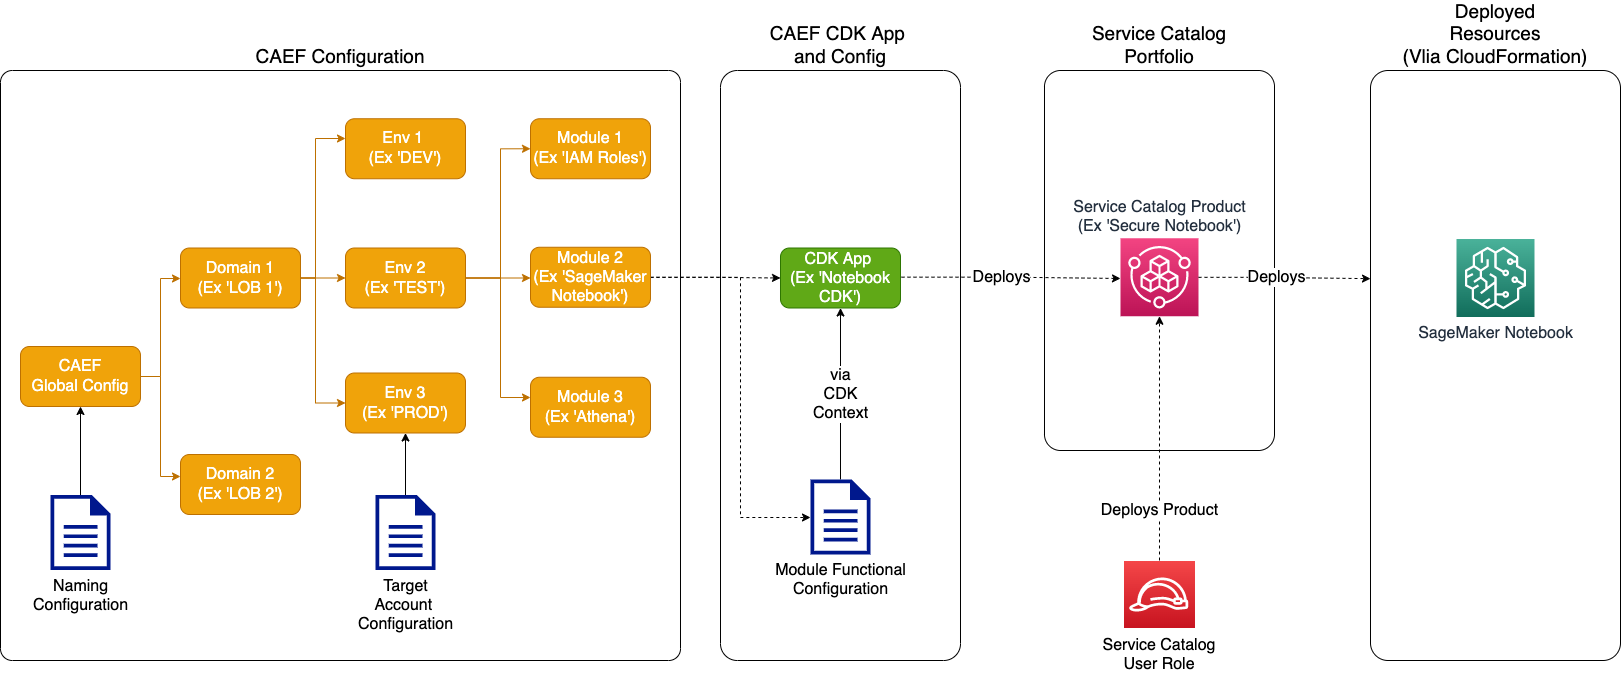 CAEF Configuration
CAEF CDK App
and Config
Service Catalog
Portfolio
Deployed
Resources
(Vlia CloudFormation)
CAEF
Global Config
Naming
Configuration
Domain 1
(Ex 'LOB 1')
Domain 2
(Ex 'LOB 2')
Env 1
(Ex 'DEV')
Env 2
(Ex 'TEST')
Env 3
(Ex 'PROD')
Target
Account
Configuration
Module 1
(Ex 'IAM Roles')
Module 2
(Ex 'SageMaker
Notebook')
Module 3
(Ex 'Athena')
CDK App
(Ex 'Notebook
CDK')
via
CDK
Context
Module Functional
Configuration
Deploys
Service Catalog Product
(Ex 'Secure Notebook')
Deploys
Deploys Product
Service Catalog
User Role
SageMaker Notebook